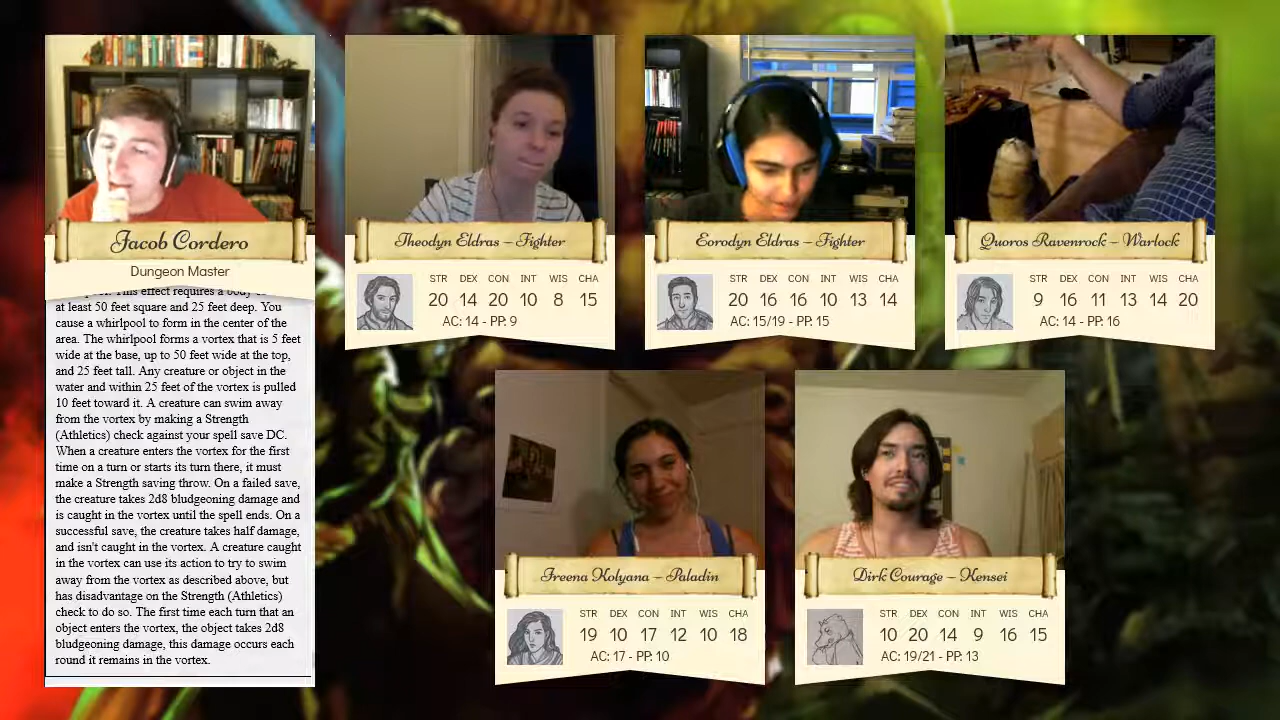 Jacob Cordero
Dungeon Master
This effect requires a body
at least 50 feet square and 25 feet deep. You
cause a whirlpool to form in the center of the
area. The whirlpool forms a vortex that is 5 feet
wide at the base, up to 50 feet wide at the top,
and 25 feet tall. Any creature or object in the
water and within 25 feet of the vortex is pulled
10 feet toward it. A creature can swim away
from the vortex by making a Strength
(Athletics) check against your spell save DC.
When a creature enters the vortex for the first
time on a turn or starts its turn there, it must
make a Strength saving throw. On a failed save,
the creature takes 2d8 bludgeoning damage and
is caught in the vortex until the spell ends. On a
successful save, the creature takes half damage,
and isn't caught in the vortex. A creature caught
in the vortex can use its action to try to swim
away from the vortex as described above, but
has disadvantage on the Strength (Athletics)
check to do so. The first time each turn that an
object enters the vortex, the object takes 2d8
bludgeoning damage, this damage occurs each
round it remains in the vortex.
Theodyn Eldras – Fighter
STR DEX CON INT WIS CHA
20 14 20 10 8 15
AC: 14 - PP: 9
Eorodyn Eldras – Fighter
STR DEX CON INT WIS CHA
20 16 16 10 13 14
AC: 15/19 - PP: 15
Quoros Ravenrock – Warlock
STR DEX CON INT WIS CHA
9 16 11 13 14 20
AC: 14 - PP: 16
Freena Kolyana – Paladin
STR DEX CON INT WIS CHA
19 10 17 12 10 18
AC: 17 - PP: 10
Dirk Courage – Kensei
STR DEX CON INT WIS CHA
10 20 14 9 16 15
AC: 19/21 - PP: 13